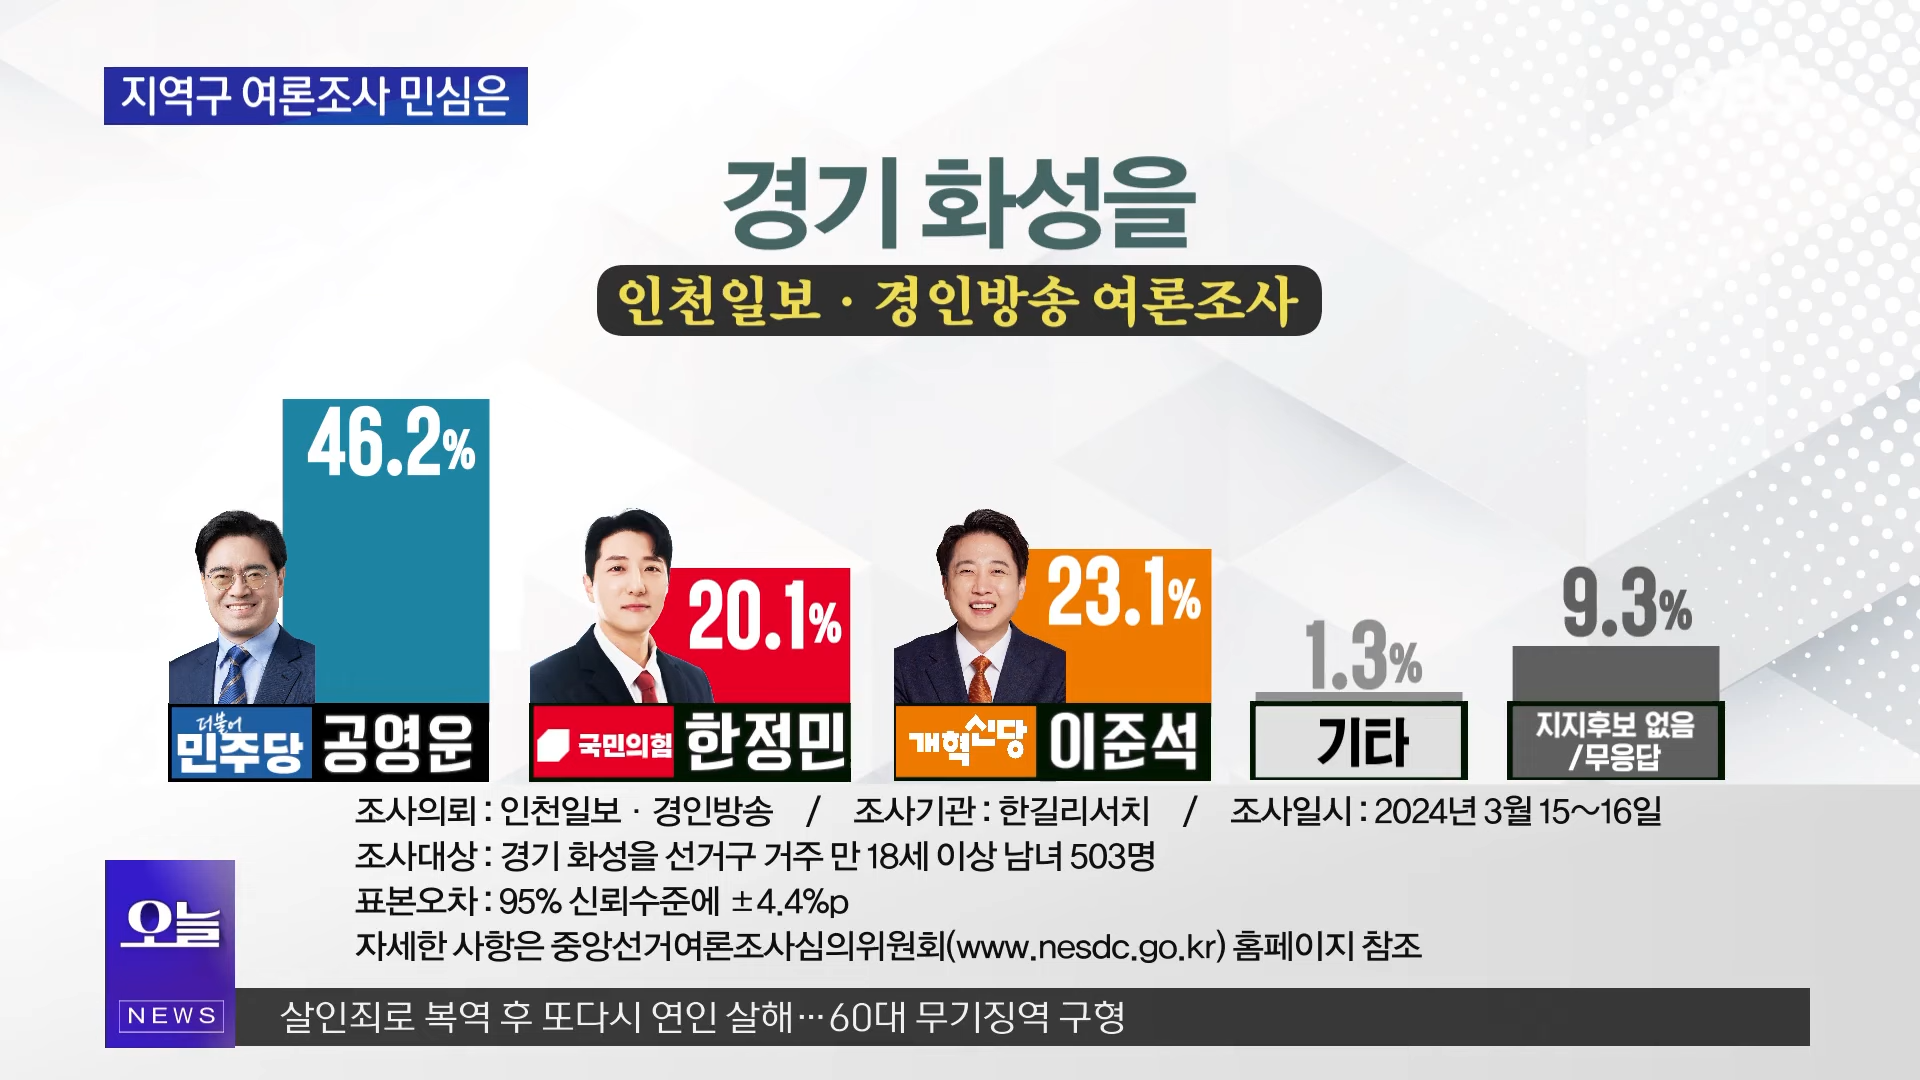 지역구 여론조사 민심은
OBS
경기 화성을
인천일보 · 경인방송 여론조사
46.2%
20.1%
23.1%
1.3%
9.3%
더불어
민주당 공영운
국민의힘 한정민
개혁신당 이준석
기타
지지후보 없음
/무응답
조사의뢰 : 인천일보 · 경인방송 / 조사기관 : 한길리서치 / 조사일시 : 2024년 3월 15~16일
조사대상 : 경기 화성을 선거구 거주 만 18세 이상 남녀 503명
표본오차 : 95% 신뢰수준에 ±4.4%p
자세한 사항은 중앙선거여론조사심의위원회(www.nesdc.go.kr) 홈페이지 참조
오늘
NEWS
살인죄로 복역 후 또다시 연인 살해…60대 무기징역 구형